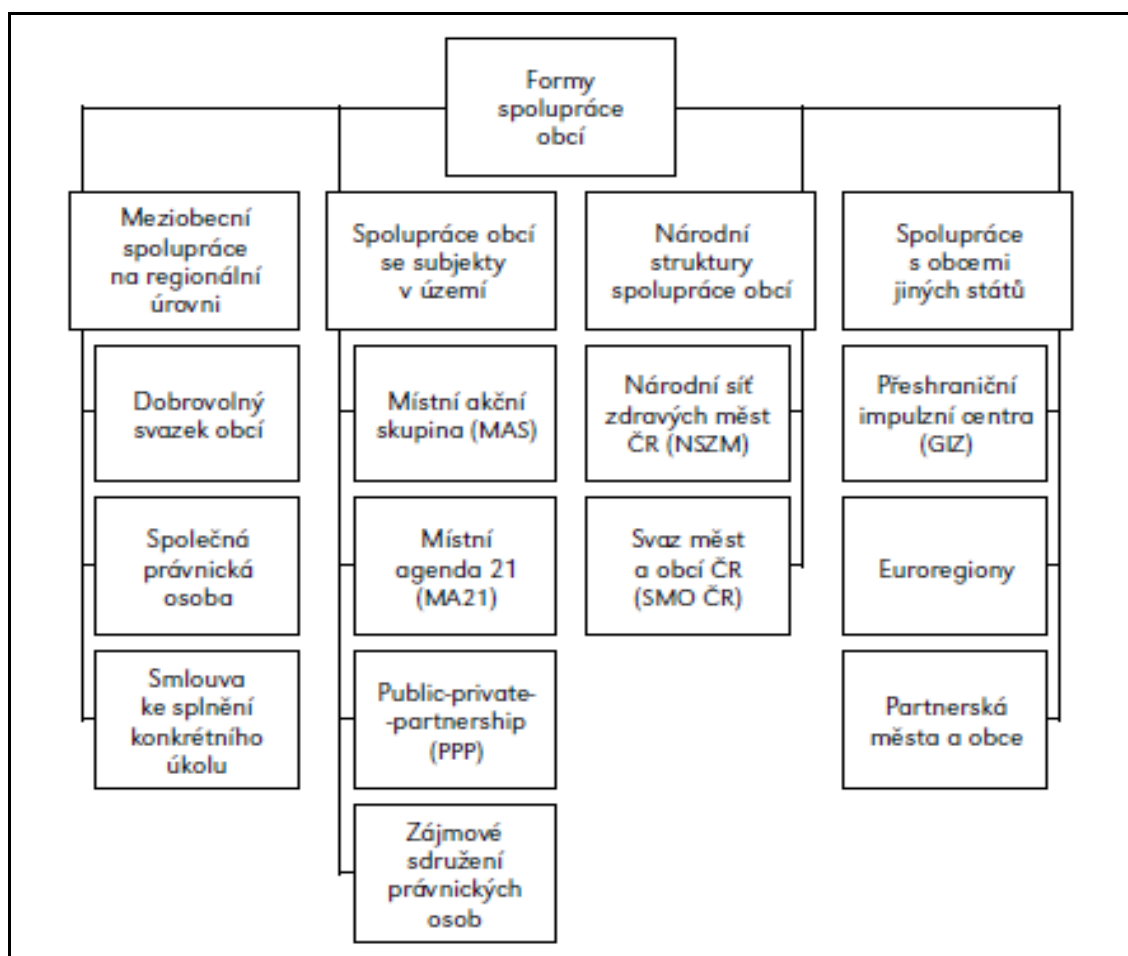 Formy
spolupráce
obcí
Meziobecní
spolupráce
na regionální
úrovni
Dobrovolný
svazek obcí
Společná
právnická
osoba
Smlouva
ke splnění
konkrétního
úkolu
Spolupráce obcí
se subjekty
v území
Místní akční
skupina (MAS)
Místní
agenda 21
(MA21)
Public-private-
-partnership
(PPP)
Zájmové
sdružení
právnických
osob
Národní
struktury
spolupráce obcí
Národní síť
zdravých měst
ČR (NSZM)
Svaz měst
a obcí ČR
(SMO ČR)
Spolupráce
s obcemi
jiných států
Přeshraniční
impulzní centra
(GIZ)
Euroregiony
Partnerská
města a obce